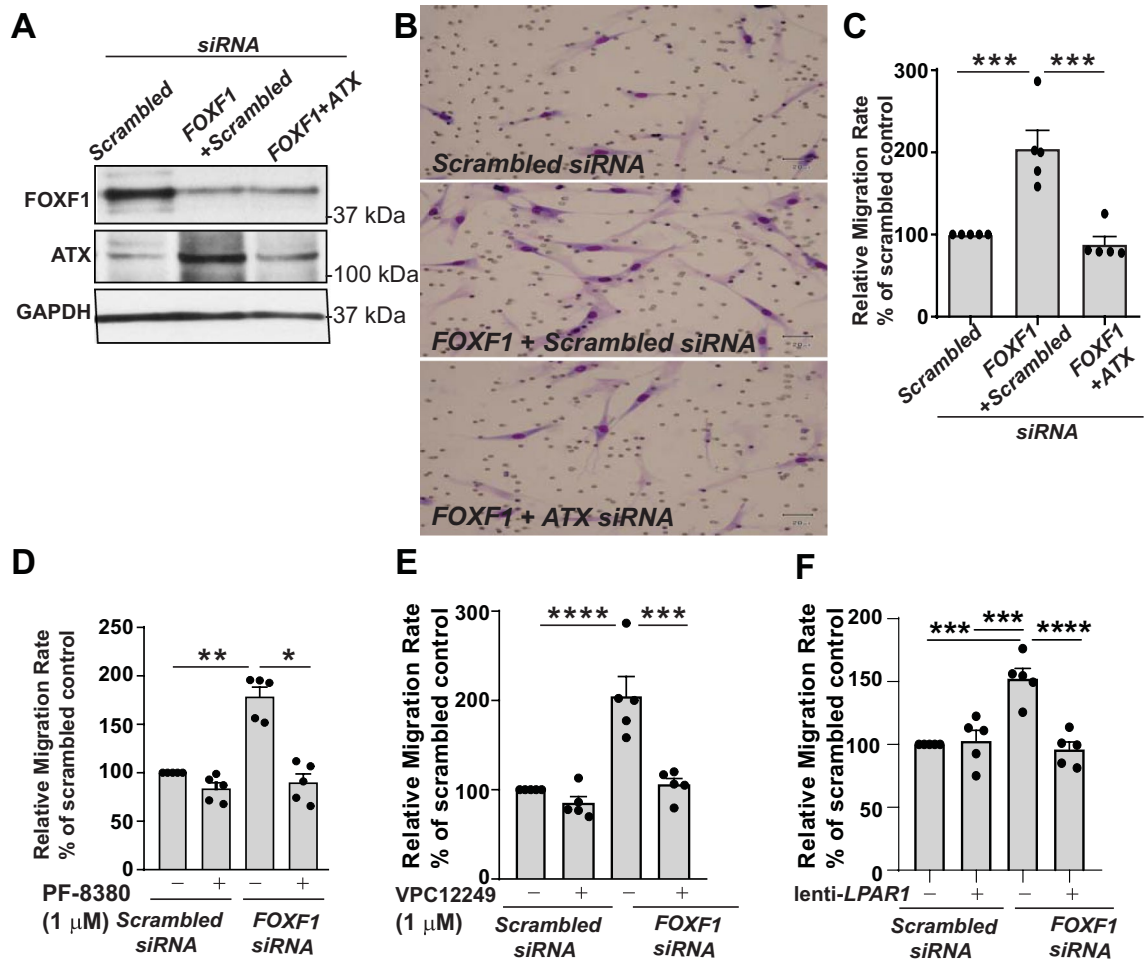 A
siRNA
Scrambled
FOXF1
+Scrambled
FOXF1+ATX
FOXF1
-37 kDa
ATX
-100 kDa
GAPDH
-37 kDa
B
Scrambled siRNA
FOXF1 + Scrambled siRNA
FOXF1 + ATX siRNA
C
Relative Migration Rate
% of scrambled control
300
200
100
0
*** ***
Scrambled
FOXF1
+Scrambled
FOXF1
+ATX
siRNA
D
Relative Migration Rate
% of scrambled control
250
200
150
100
50
0
** *
PF-8380 – + – +
(1 μM)
Scrambled
siRNA
FOXF1
siRNA
E
Relative Migration Rate
% of scrambled control
300
200
100
0
**** ***
VPC12249 – + – +
(1 μM)
Scrambled
siRNA
FOXF1
siRNA
F
Relative Migration Rate
% of scrambled control
200
150
100
50
0
*** *** ****
lenti-LPAR1 – + – +
Scrambled
siRNA
FOXF1
siRNA